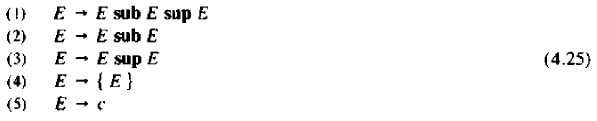 (1) E → E sub E sup E
(2) E → E sub E
(3) E → E sup E (4.25)
(4) E → { E }
(5) E → c